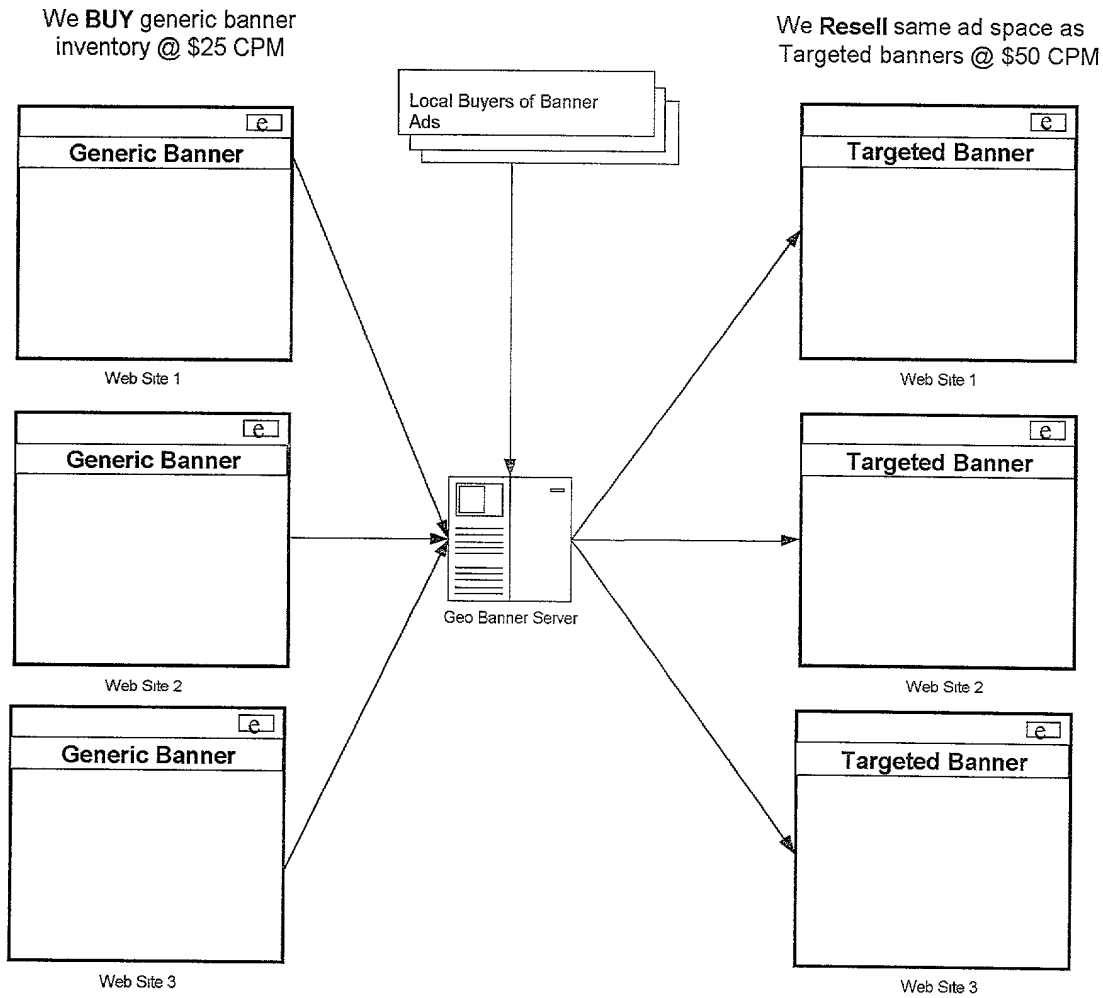 We BUY generic banner
inventory @ $25 CPM
We Resell same ad space as
Targeted banners @ $50 CPM
Local Buyers of Banner
Ads
e
Generic Banner
Web Site 1
e
Targeted Banner
Web Site 1
e
Generic Banner
Web Site 2
Geo Banner Server
e
Targeted Banner
Web Site 2
e
Generic Banner
Web Site 3
e
Targeted Banner
Web Site 3